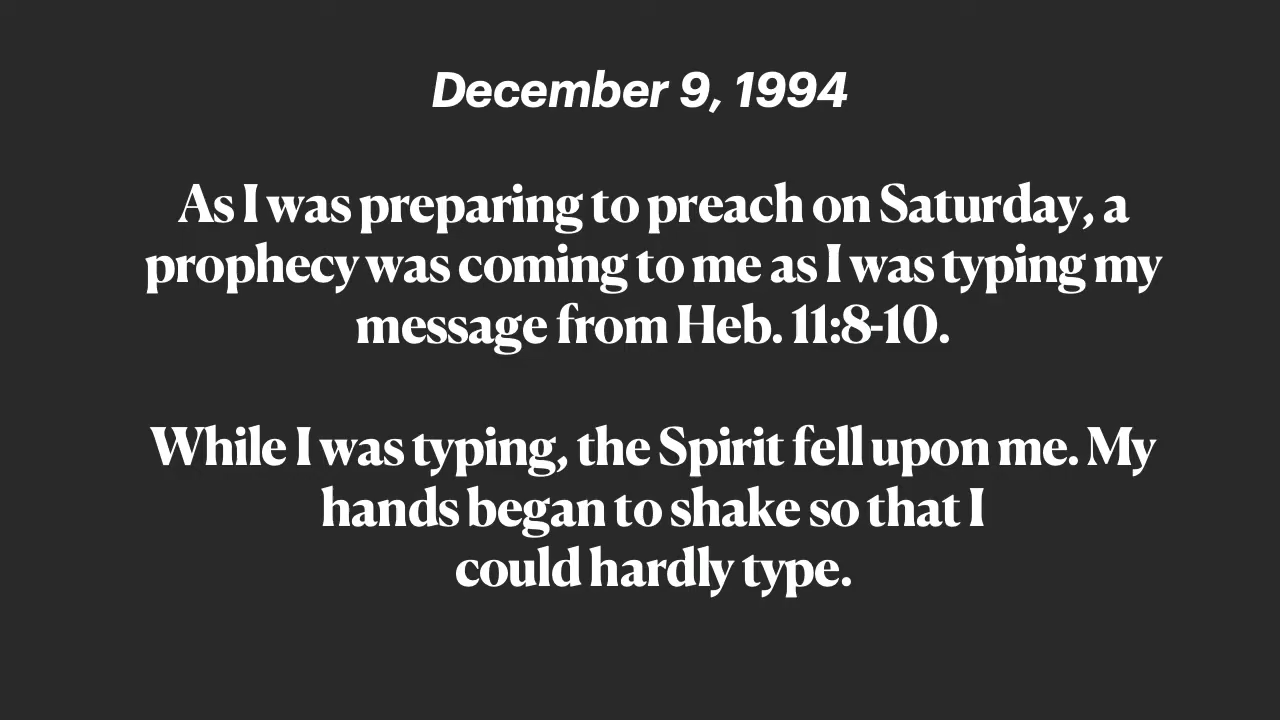 December 9, 1994
As I was preparing to preach on Saturday, a
prophecy was coming to me as I was typing my
message from Heb. 11:8-10.
While I was typing, the Spirit fell upon me. My
hands began to shake so that I
could hardly type.